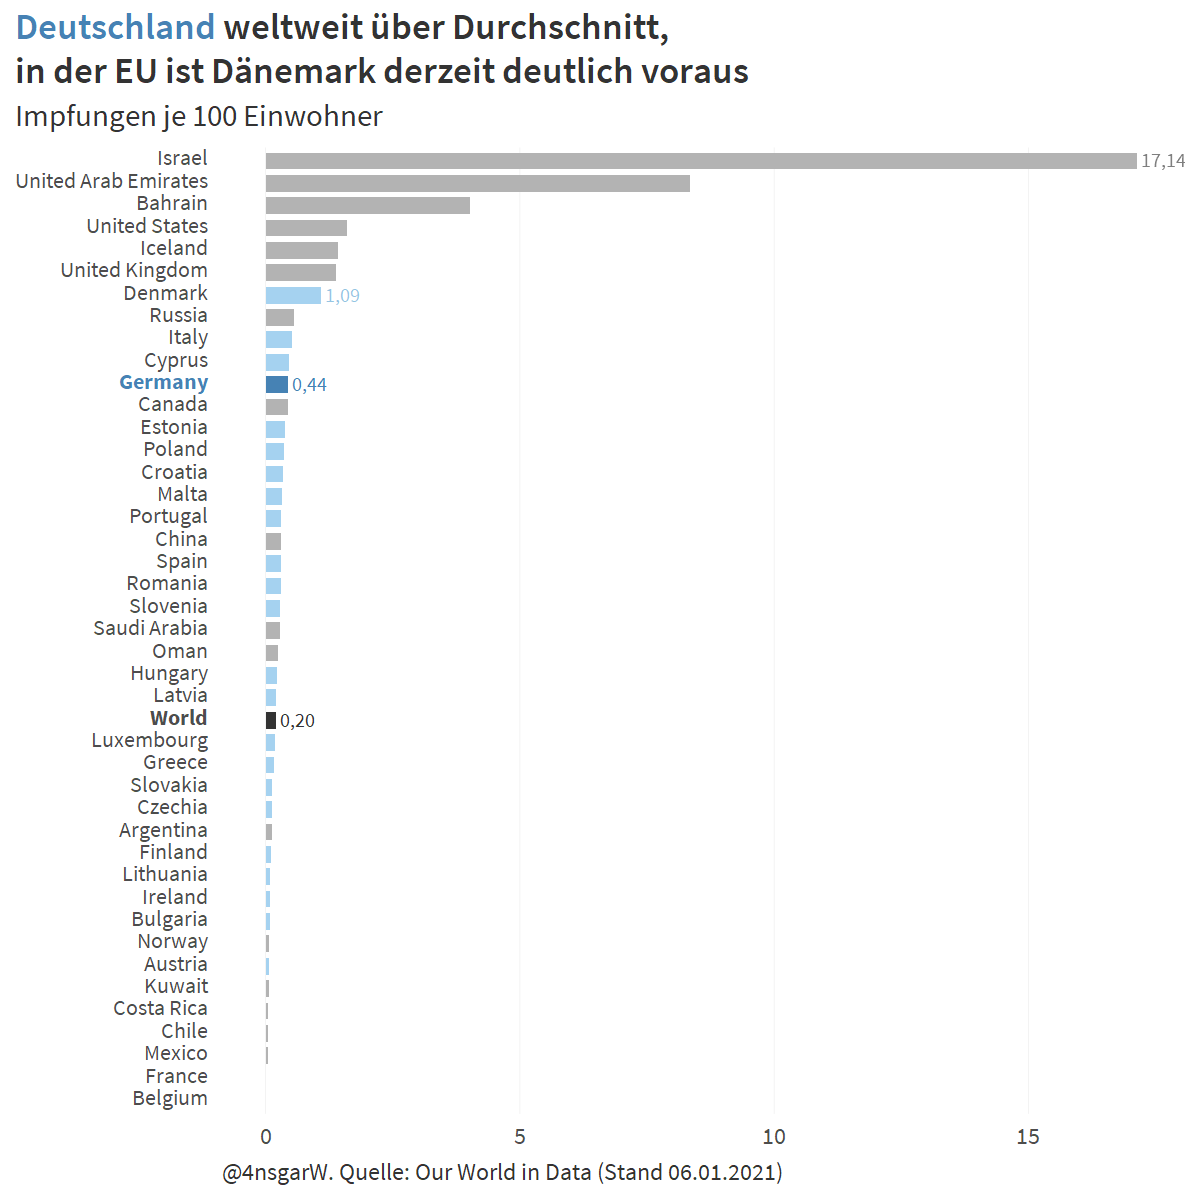 Deutschland weltweit über Durchschnitt,
in der EU ist Dänemark derzeit deutlich voraus
Impfungen je 100 Einwohner
Israel 17,14
United Arab Emirates
Bahrain
United States
Iceland
United Kingdom
Denmark 1,09
Russia
Italy
Cyprus
Germany 0,44
Canada
Estonia
Poland
Croatia
Malta
Portugal
China
Spain
Romania
Slovenia
Saudi Arabia
Oman
Hungary
Latvia
World 0,20
Luxembourg
Greece
Slovakia
Czechia
Argentina
Finland
Lithuania
Ireland
Bulgaria
Norway
Austria
Kuwait
Costa Rica
Chile
Mexico
France
Belgium
0 5 10 15
@4nsgarW. Quelle: Our World in Data (Stand 06.01.2021)